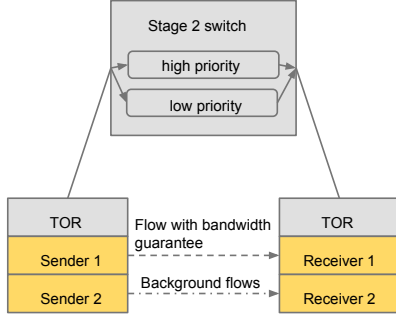 Stage 2 switch
high priority
low priority
TOR
Sender 1
Sender 2
Flow with bandwidth
guarantee
Background flows
TOR
Receiver 1
Receiver 2